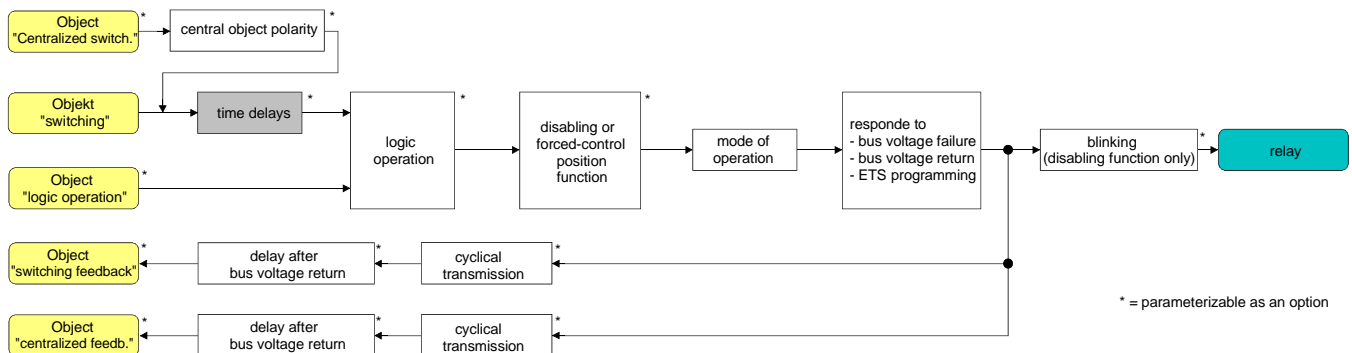 Object
"Centralized switch."
*
central object polarity
*
Objekt
"switching"
time delays
*
Object
"logic operation"
*
logic
operation
*
disabling or
forced-control
position
function
*
mode of
operation
responde to
- bus voltage failure
- bus voltage return
- ETS programming
blinking
(disabling function only)
*
relay
Object
"switching feedback"
*
delay after
bus voltage return
*
cyclical
transmission
*
Object
"centralized feedb."
*
delay after
bus voltage return
*
cyclical
transmission
*
* = parameterizable as an option